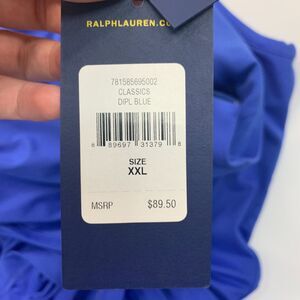 RALPHLAUREN.CO
781585695002
CLASSICS
DIPL BLUE
8 89697 31379 8
SIZE
XXL
MSRP $89.50